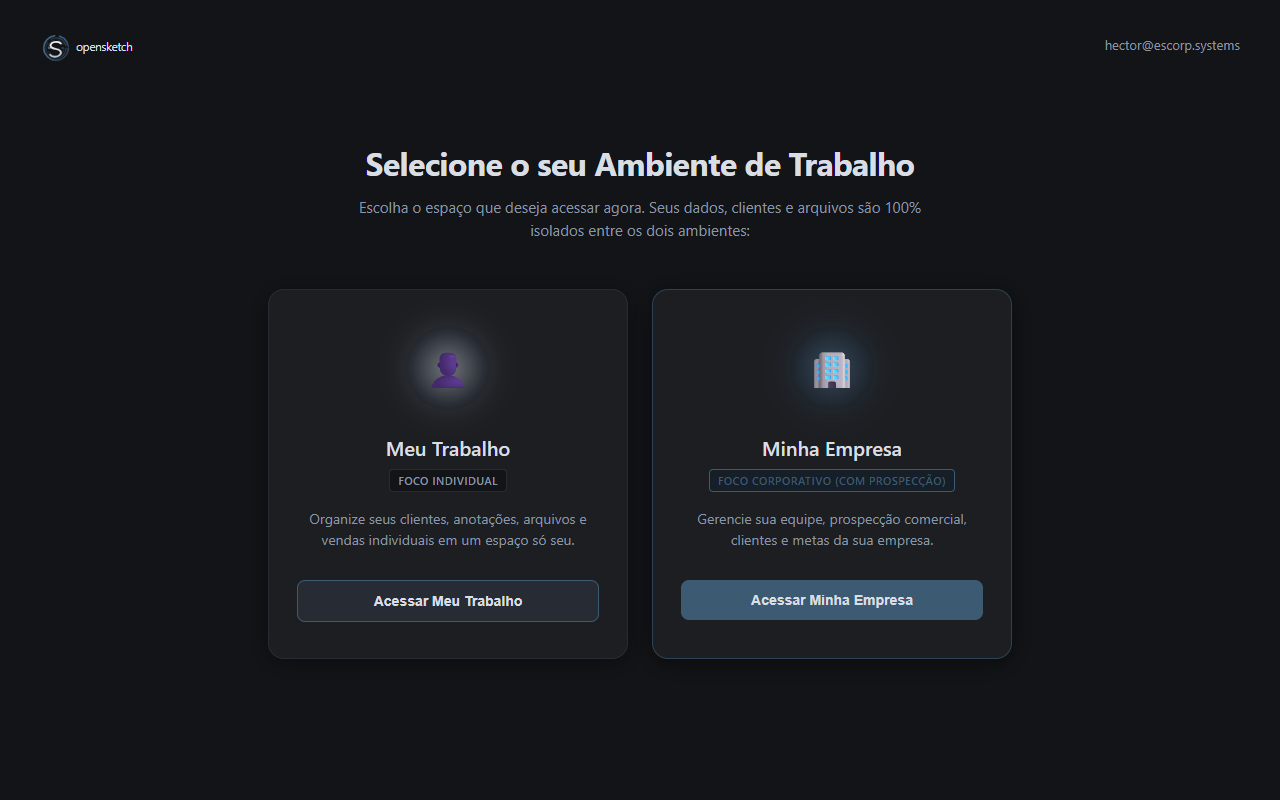 opensketch
hector@escorp.systems
Selecione o seu Ambiente de Trabalho
Escolha o espaço que deseja acessar agora. Seus dados, clientes e arquivos são 100%
isolados entre os dois ambientes:
Meu Trabalho
FOCO INDIVIDUAL
Organize seus clientes, anotações, arquivos e
vendas individuais em um espaço só seu.
Acessar Meu Trabalho
Minha Empresa
FOCO CORPORATIVO (COM PROSPECÇÃO)
Gerencie sua equipe, prospecção comercial,
clientes e metas da sua empresa.
Acessar Minha Empresa